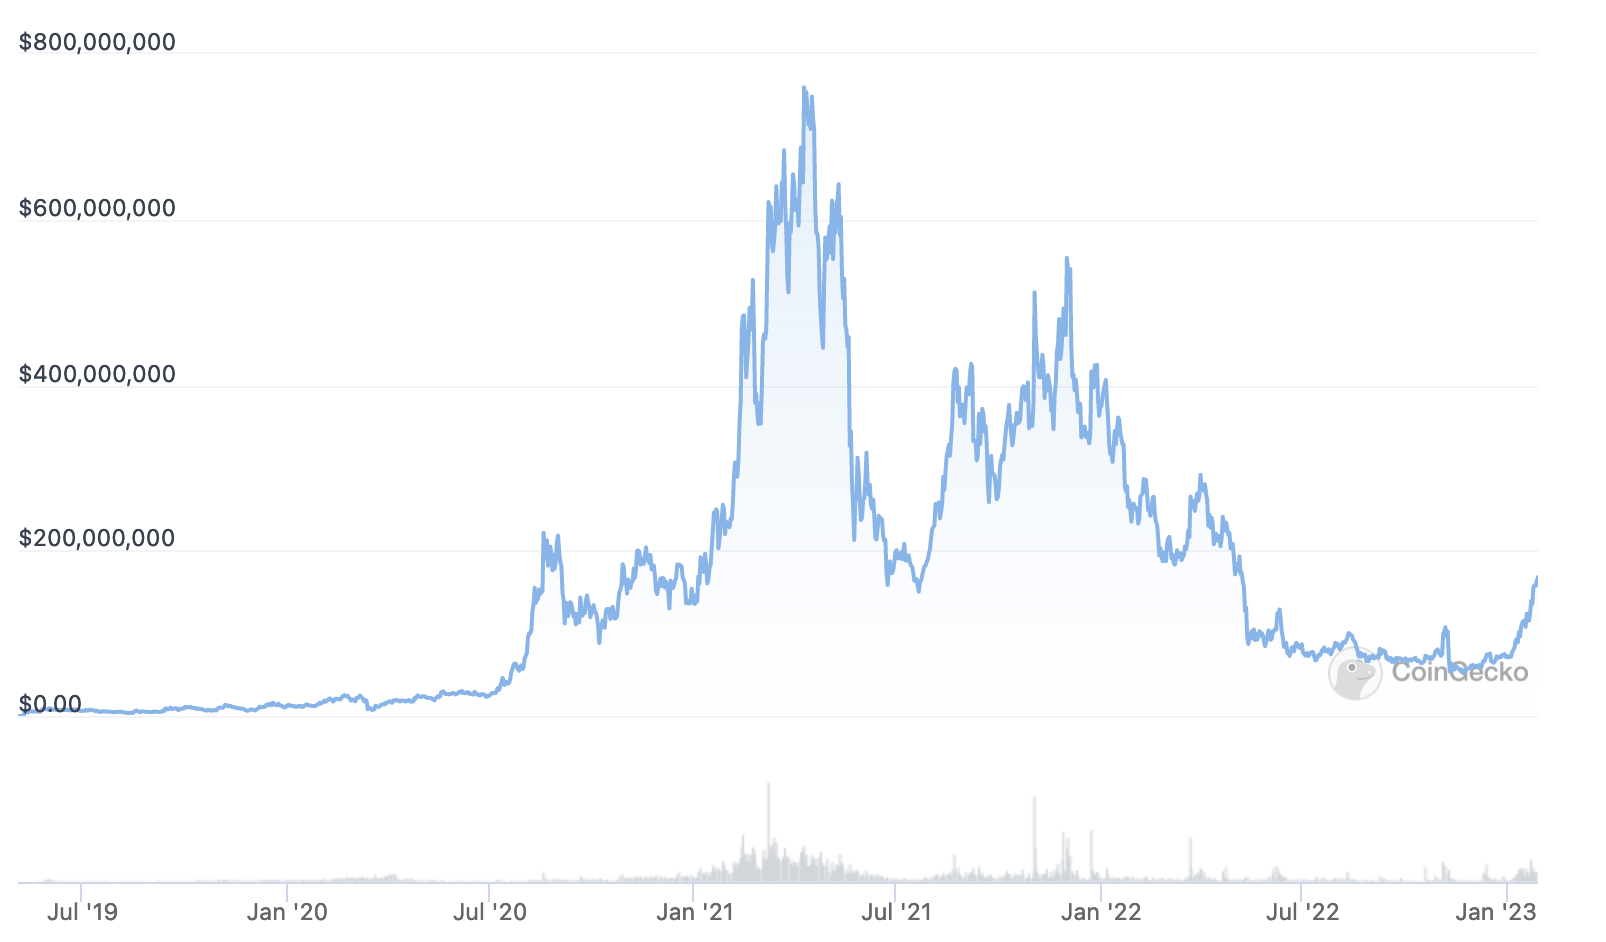 $800,000,000
$600,000,000
$400,000,000
$200,000,000
$0.00
CoinGecko
Jul '19
Jan '20
Jul '20
Jan '21
Jul '21
Jan '22
Jul '22
Jan '23